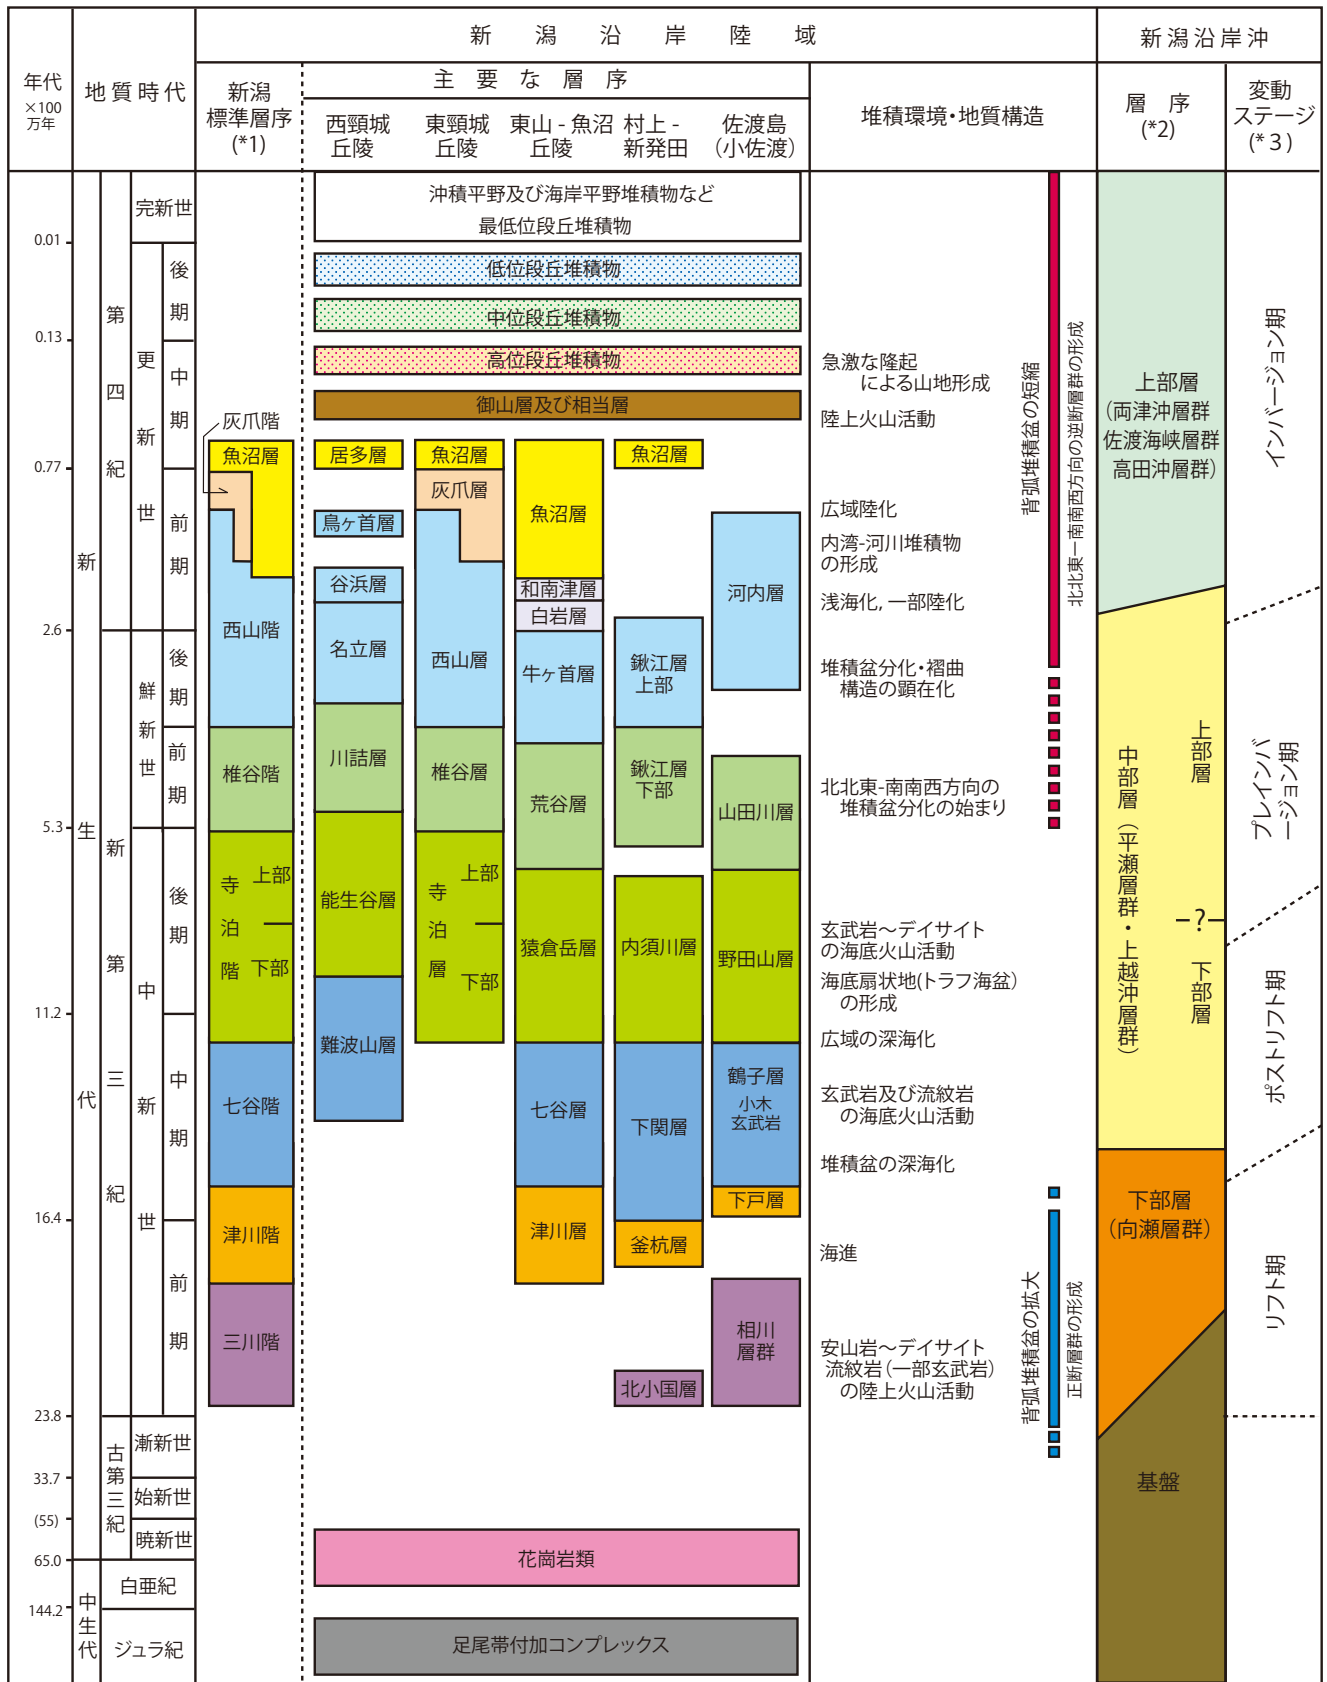 新潟沿岸陸域
新潟沿岸沖
年代
×100
万年
地質時代
新潟
標準層序
(*1)
主要な層序
西頸城
丘陵
東頸城
丘陵
東山 - 魚沼
丘陵
村上 -
新発田
佐渡島
（小佐渡）
堆積環境・地質構造
層 序
(*2)
変動
ステージ
(*３)
0.01
0.13
0.77
2.6
5.3
11.2
16.4
23.8
33.7
(55)
65.0
144.2
新生代
中生代
第四紀
新第三紀
古第三紀
完新世
更新世
後期
中期
前期
鮮新世
後期
前期
中新世
後期
中期
前期
漸新世
始新世
暁新世
白亜紀
ジュラ紀
灰爪階
魚沼層
西山階
椎谷階
寺泊階
上部
下部
七谷階
津川階
三川階
沖積平野及び海岸平野堆積物など
最低位段丘堆積物
低位段丘堆積物
中位段丘堆積物
高位段丘堆積物
御山層及び相当層
居多層
鳥ヶ首層
谷浜層
名立層
川詰層
能生谷層
難波山層
魚沼層
灰爪層
西山層
椎谷層
寺泊層
上部
下部
魚沼層
和南津層
白岩層
牛ヶ首層
荒谷層
猿倉岳層
七谷層
津川層
魚沼層
鍬江層
上部
鍬江層
下部
内須川層
下関層
釜杭層
北小国層
河内層
山田川層
野田山層
鶴子層
小木
玄武岩
下戸層
相川
層群
花崗岩類
足尾帯付加コンプレックス
急激な隆起
による山地形成
陸上火山活動
広域陸化
内湾-河川堆積物
の形成
浅海化, 一部陸化
堆積盆分化・褶曲
構造の顕在化
北北東-南南西方向の
堆積盆分化の始まり
玄武岩～デイサイト
の海底火山活動
海底扇状地(トラフ海盆）
の形成
広域の深海化
玄武岩及び流紋岩
の海底火山活動
堆積盆の深海化
海進
安山岩～デイサイト
流紋岩（一部玄武岩）
の陸上火山活動
背弧堆積盆の短縮
北北東ー南南西方向の逆断層群の形成
背弧堆積盆の拡大
正断層群の形成
上部層
（両津沖層群
佐渡海峡層群
高田沖層群）
中部層（平瀬層群・上越沖層群）
上部層
?
下部層
下部層
（向瀬層群）
基盤
インバージョン期
プレインバ
ージョン期
ポストリフト期
リフト期